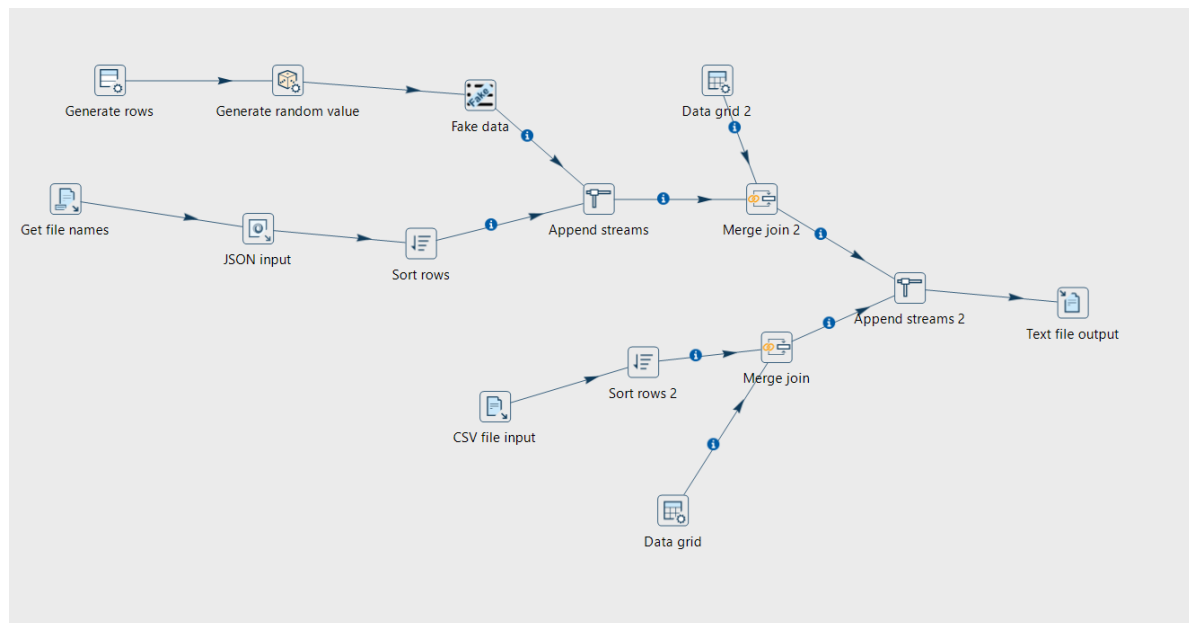 Generate rows
Generate random value
Fake
Fake data
Data grid 2
Get file names
JSON input
Sort rows
Append streams
Merge join 2
Append streams 2
Text file output
Sort rows 2
Merge join
CSV file input
Data grid